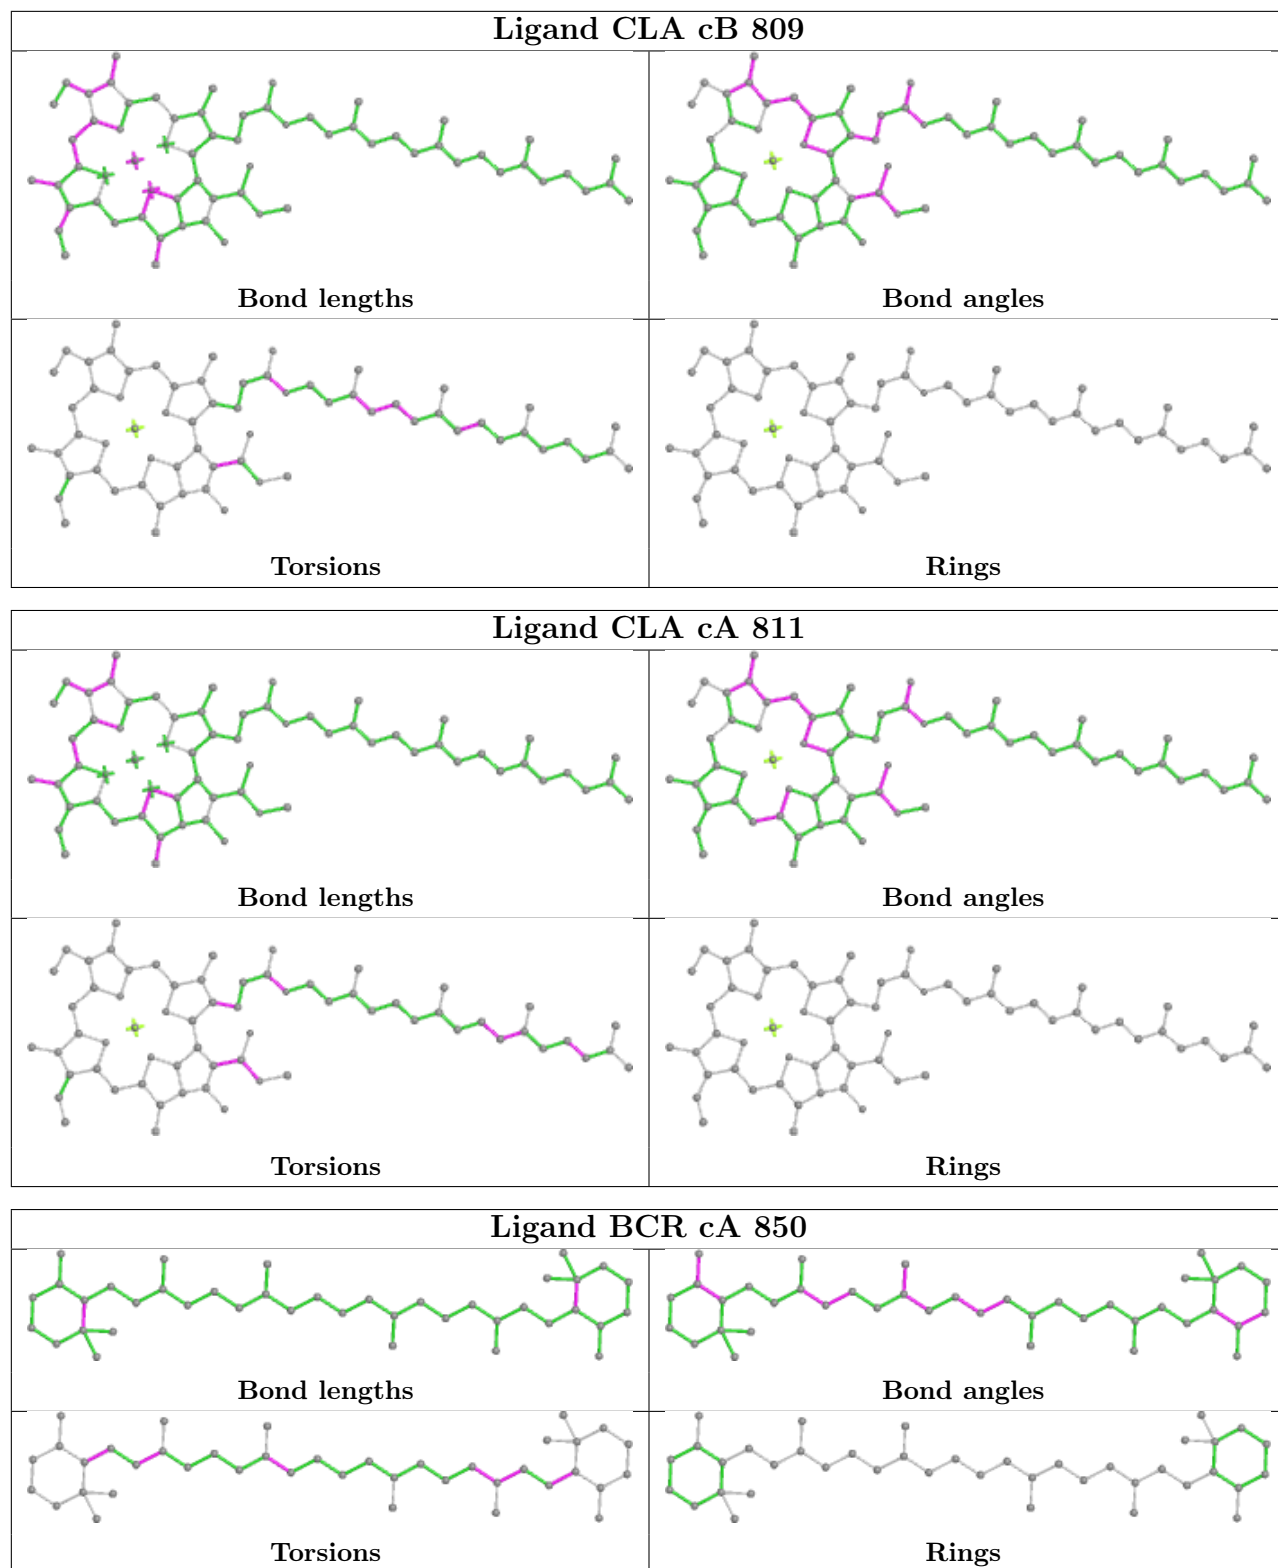 Ligand CLA cB 809
Bond lengths
Bond angles
Torsions
Rings
Ligand CLA cA 811
Bond lengths
Bond angles
Torsions
Rings
Ligand BCR cA 850
Bond lengths
Bond angles
Torsions
Rings